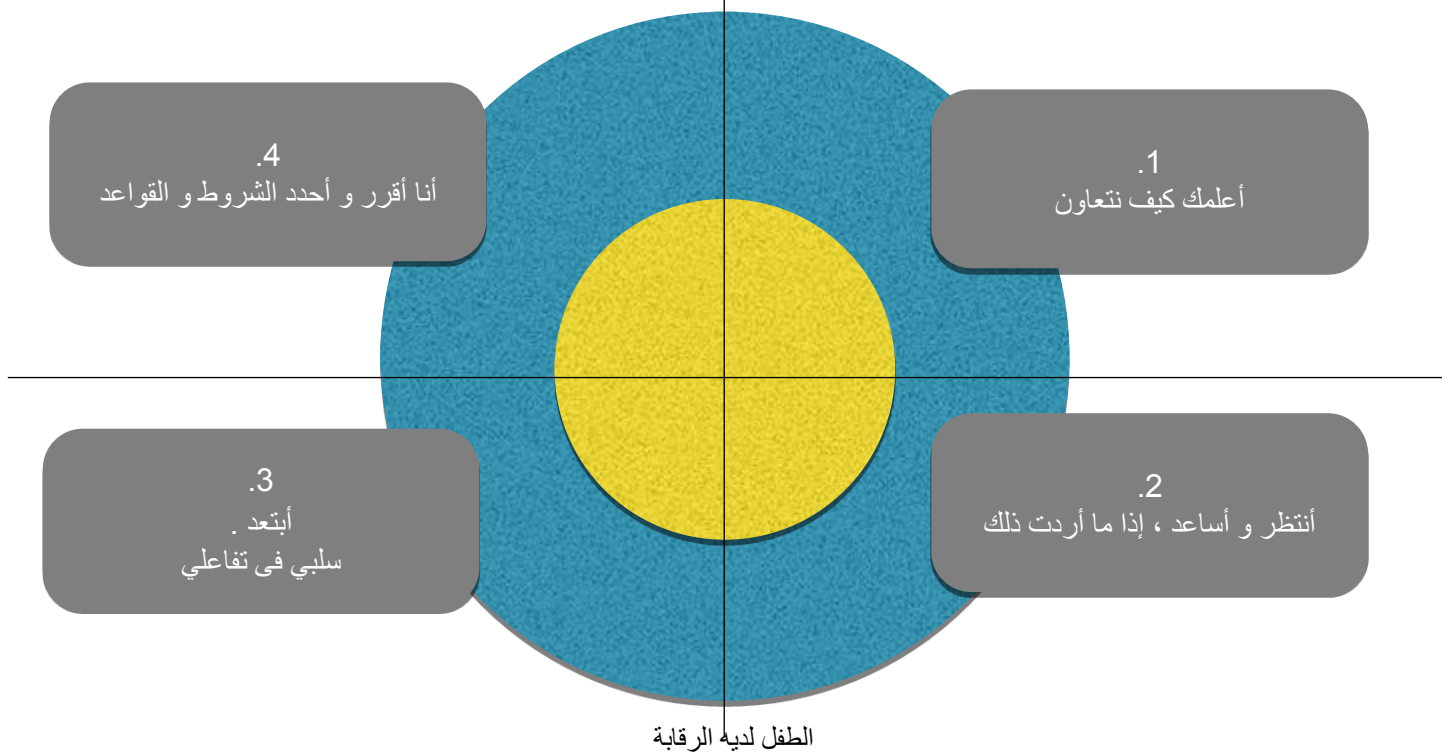 1.
أعلمك كيف نتعاون
2.
أنتظر و أساعد ، إذا ما أردت ذلك
3.
أبتعد .
سلبي فى تفاعلي
4.
أنا أقرر و أحدد الشروط و القواعد
الطفل لديه الرقابة